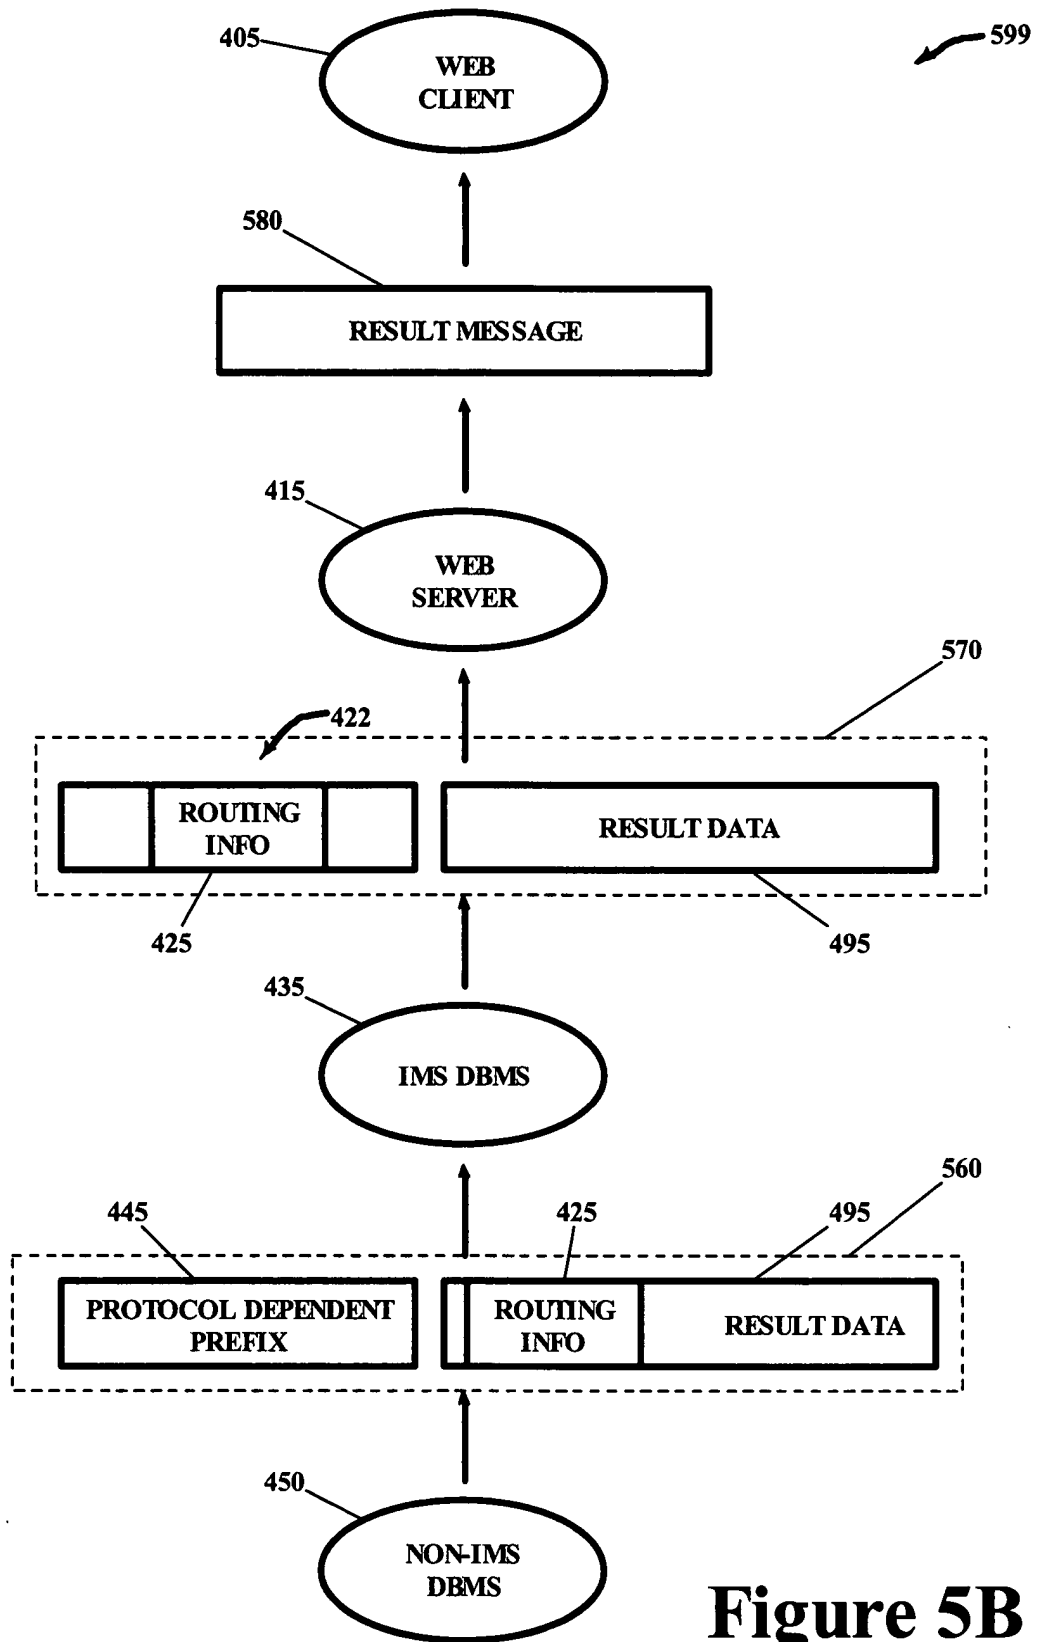 405
WEB
CLIENT
599
580
RESULT MESSAGE
415
WEB
SERVER
570
422
ROUTING
INFO
RESULT DATA
425
495
435
IMS DBMS
560
445
425
495
PROTOCOL DEPENDENT
PREFIX
ROUTING
INFO
RESULT DATA
450
NON-IMS
DBMS
Figure 5B